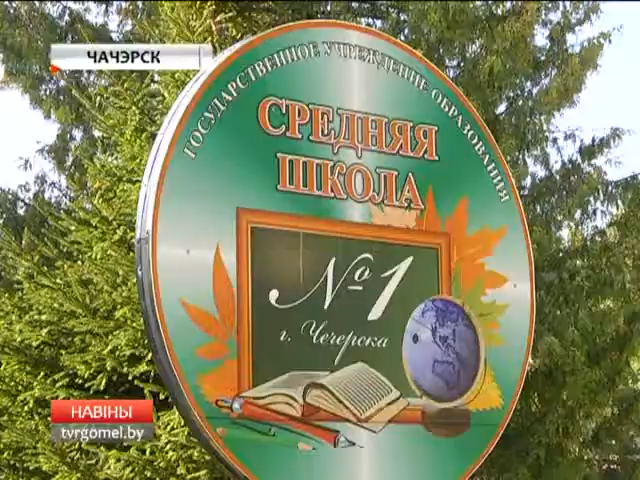 ЧАЧЭРСК
ГОСУДАРСТВЕННОЕ УЧРЕЖДЕНИЕ ОБРАЗОВАНИЯ
СРЕДНЯЯ
ШКОЛА
№1
г. Чечерска
НАВІНЫ
tvrgomel.by